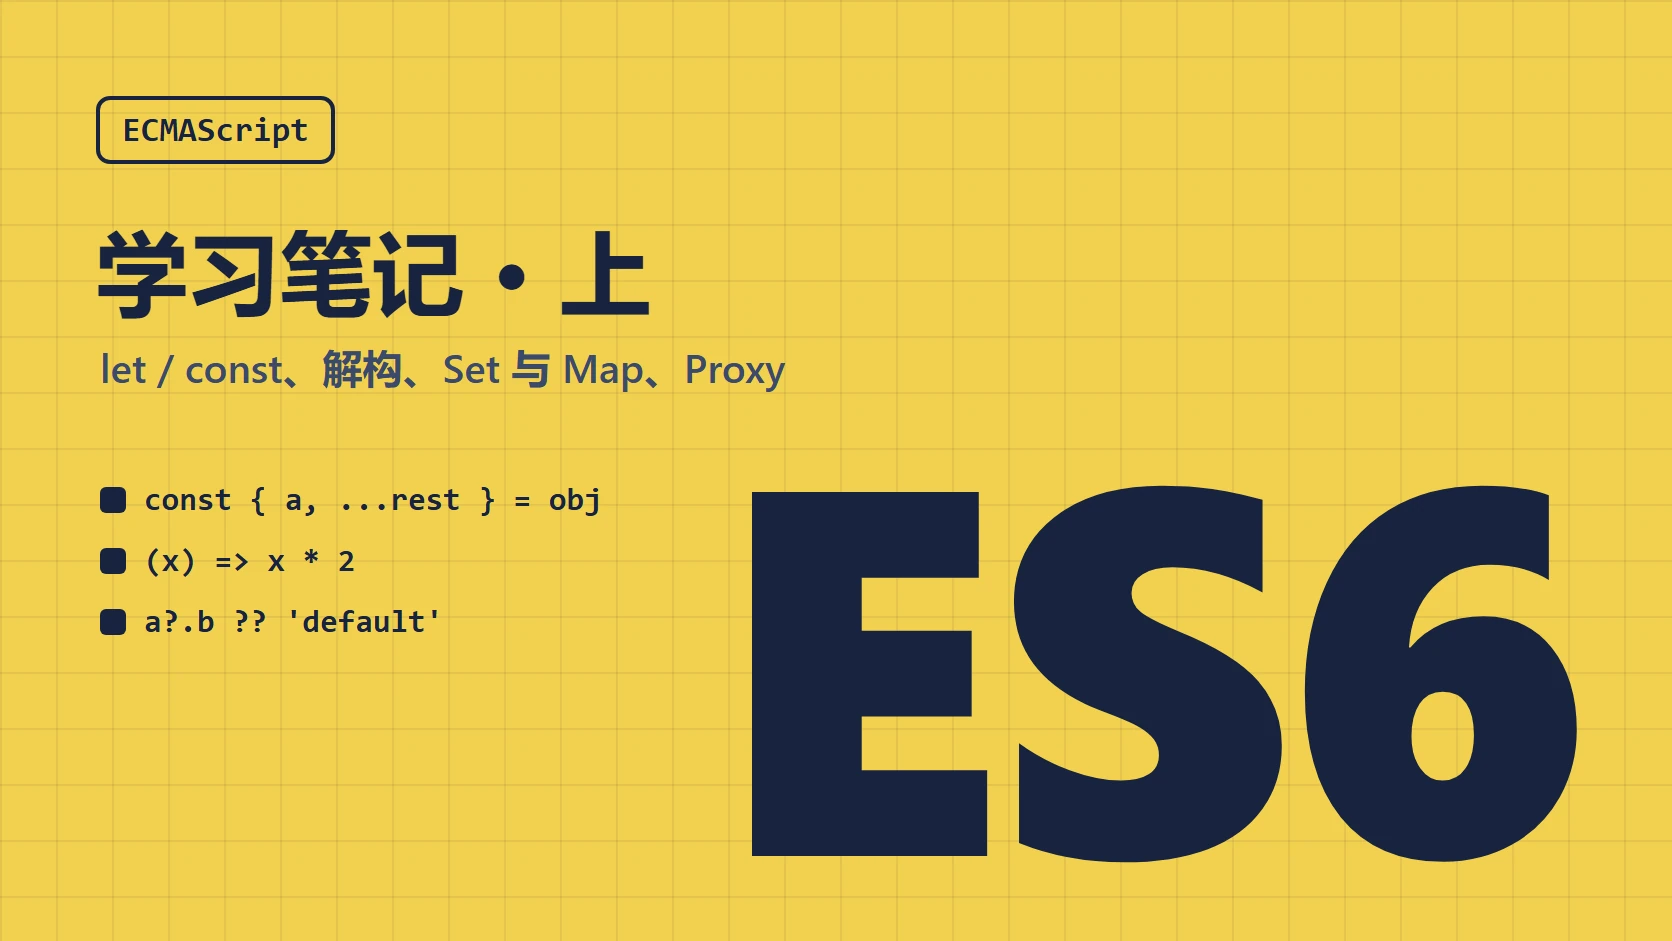 ECMAScript
学习笔记 · 上
let / const、解构、Set 与 Map、Proxy
const { a, ...rest } = obj
(x) => x * 2
a?.b ?? 'default'
ES6